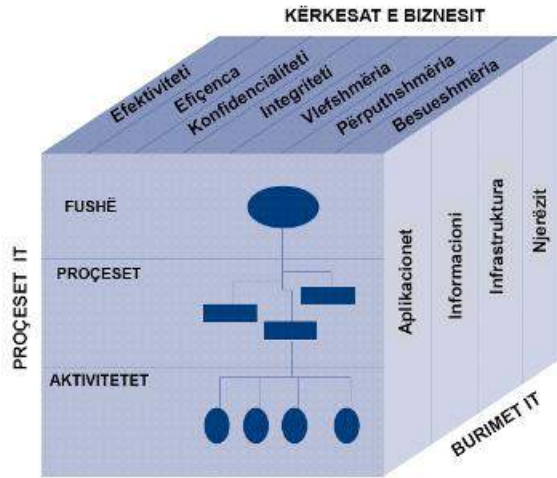 KËRKESAT E BIZNESIT
Efektiviteti
Efiçenca
Konfidencialiteti
Integriteti
Vlefshmëria
Përputhshmëria
Besueshmëria
PROÇESET IT
FUSHË
PROÇESET
AKTIVITETET
Aplikacionet
Informacioni
Infrastruktura
Njerëzit
BURIMET IT